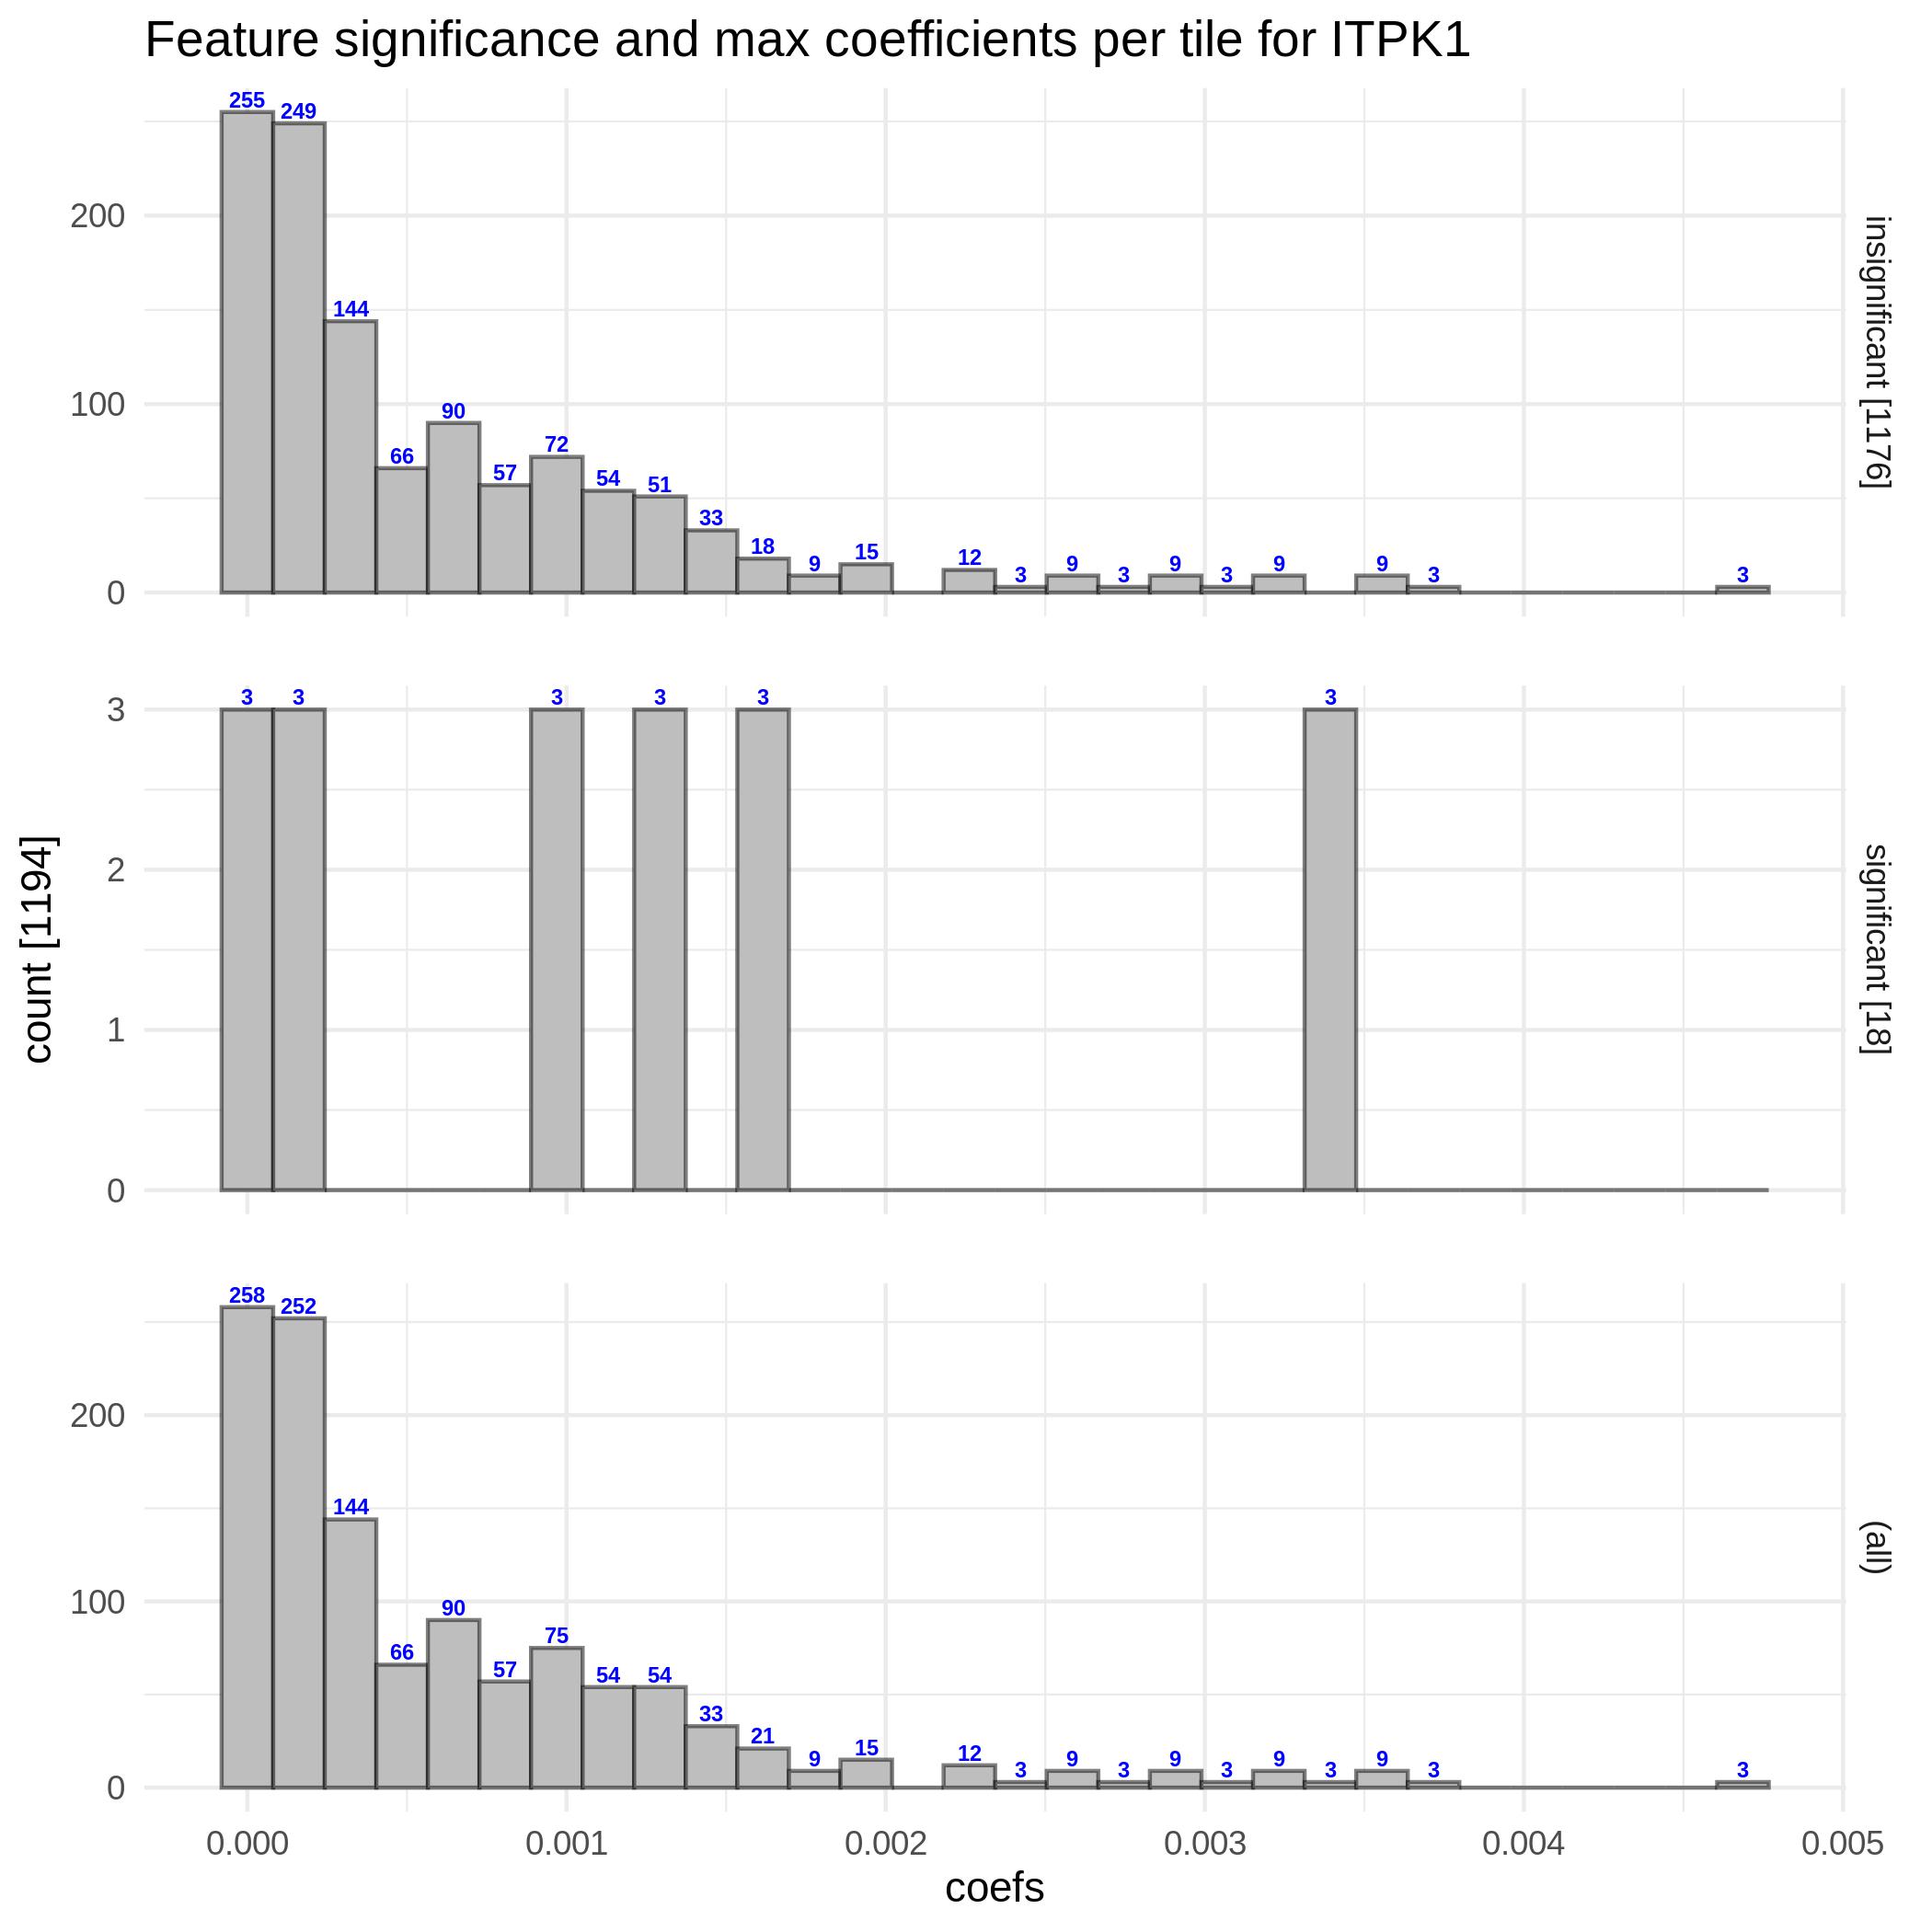 Feature significance and max coefficients per tile for ITPK1
255 249 144 66 90 57 72 54 51 33 18 9 15 12 3 9 3 9 3 9 9 3 3
200
100
0
insignificant [1176]
3 3 3 3 3 3
3
2
1
0
significant [18]
count [1194]
258 252 144 66 90 57 75 54 54 33 21 9 15 12 3 9 3 9 3 9 3 9 3 3
200
100
0
(all)
0.000 0.001 0.002 0.003 0.004 0.005
coefs